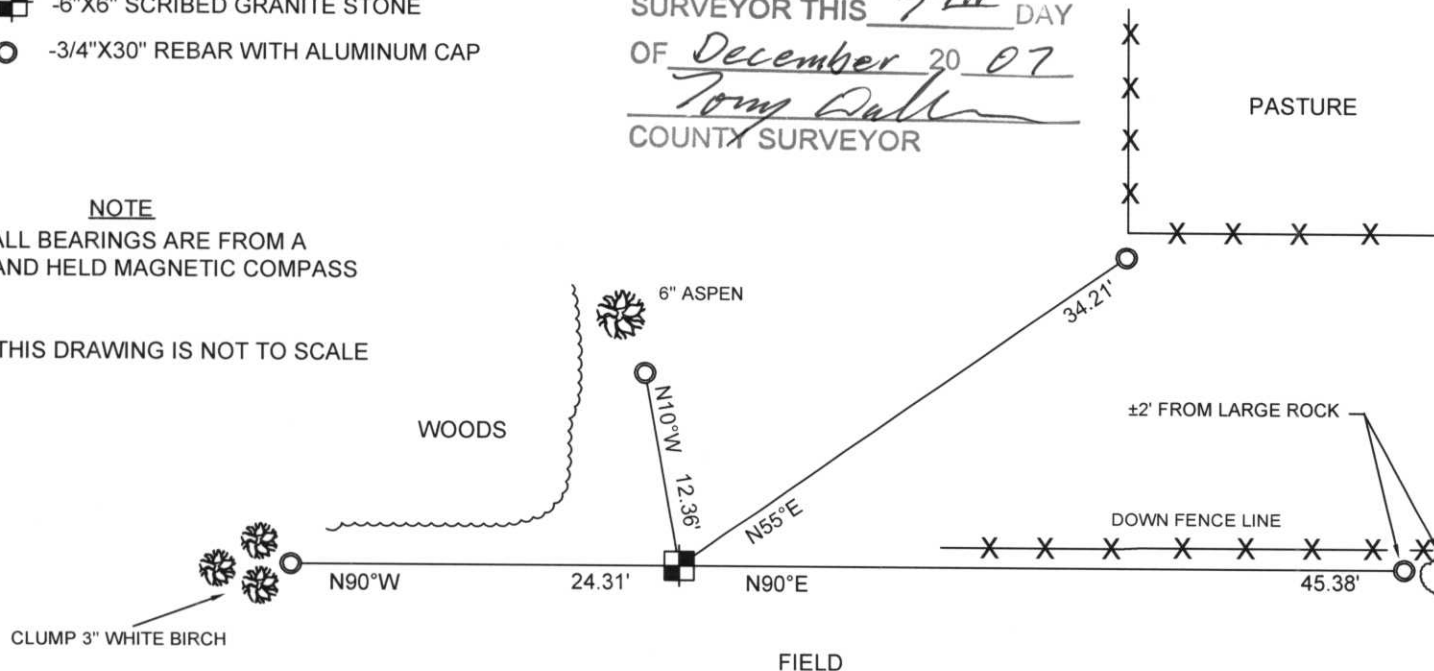 -6"X6" SCRIBED GRANITE STONE
-3/4"X30" REBAR WITH ALUMINUM CAP
SURVEYOR THIS 7th DAY
OF December 20 07
Tony
COUNTY SURVEYOR
PASTURE
NOTE
ALL BEARINGS ARE FROM A
AND HELD MAGNETIC COMPASS
THIS DRAWING IS NOT TO SCALE
6" ASPEN
34.21'
WOODS
N10°W 12.36'
±2' FROM LARGE ROCK
N55°E
DOWN FENCE LINE
N90°W 24.31' N90°E 45.38'
CLUMP 3" WHITE BIRCH
FIELD